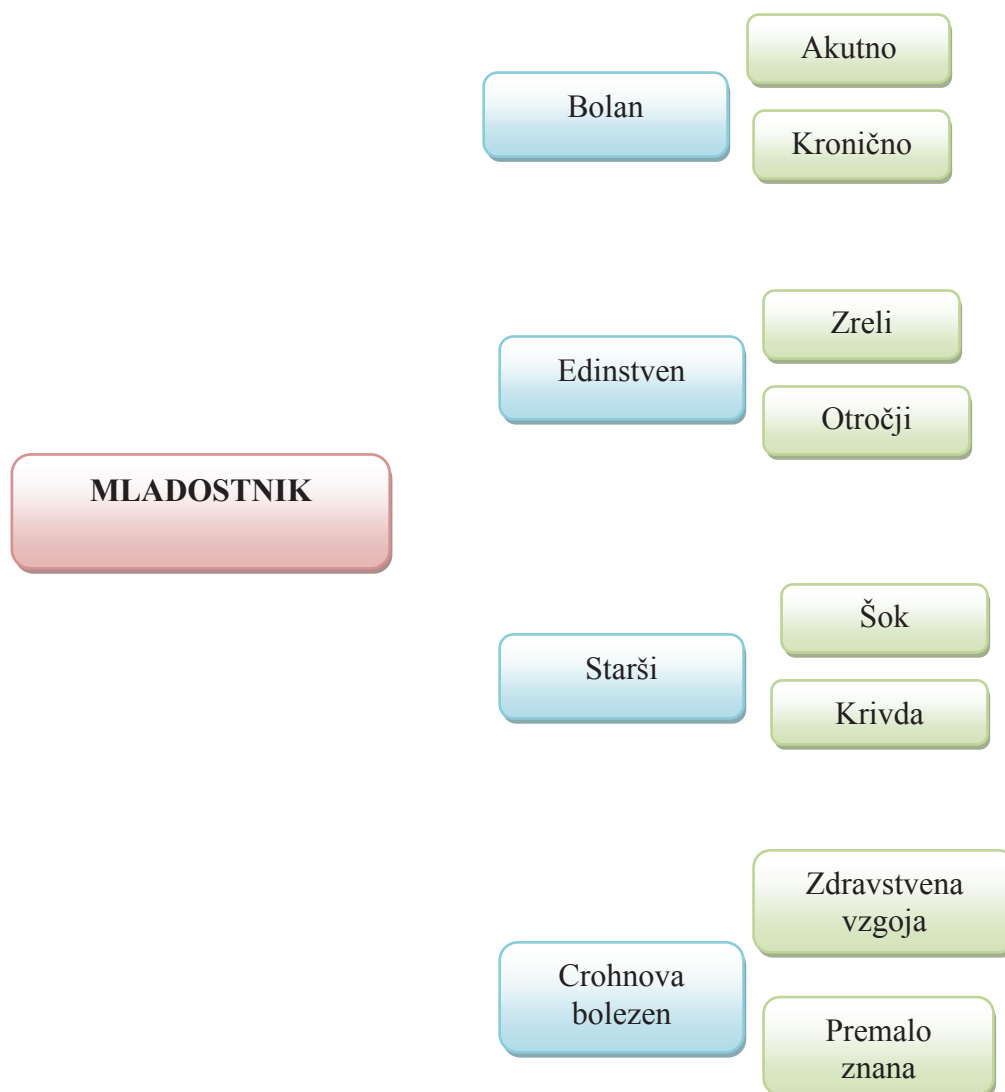 MLADOSTNIK
Bolan
Akutno
Kronično
Edinstven
Zreli
Otročji
Starši
Šok
Krivda
Crohnova
bolezen
Zdravstvena
vzgoja
Premalo
znana